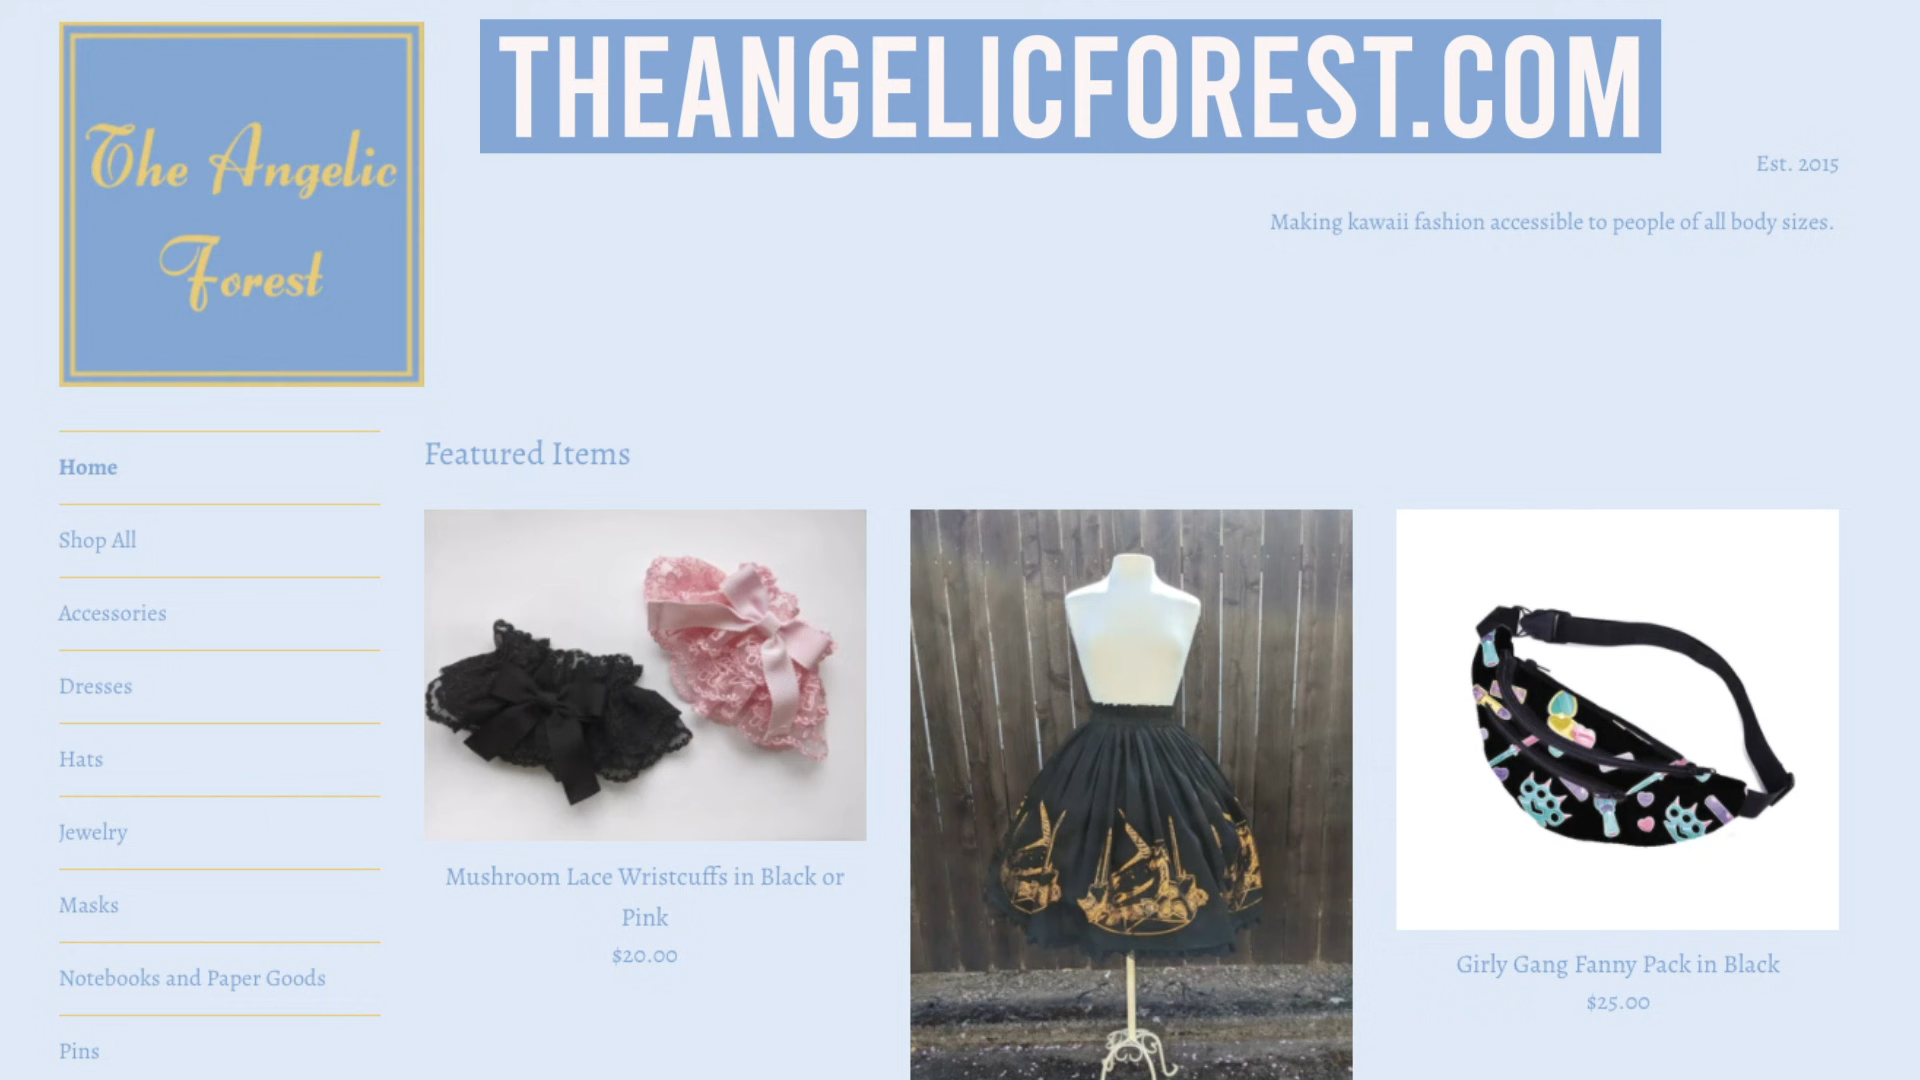 The Angelic
Forest
THEANGELICFOREST.COM
Est. 2015
Making kawaii fashion accessible to people of all body sizes.
Home
Shop All
Accessories
Dresses
Hats
Jewelry
Masks
Notebooks and Paper Goods
Pins
Featured Items
Mushroom Lace Wristcuffs in Black or
Pink
$20.00
Girly Gang Fanny Pack in Black
$25.00